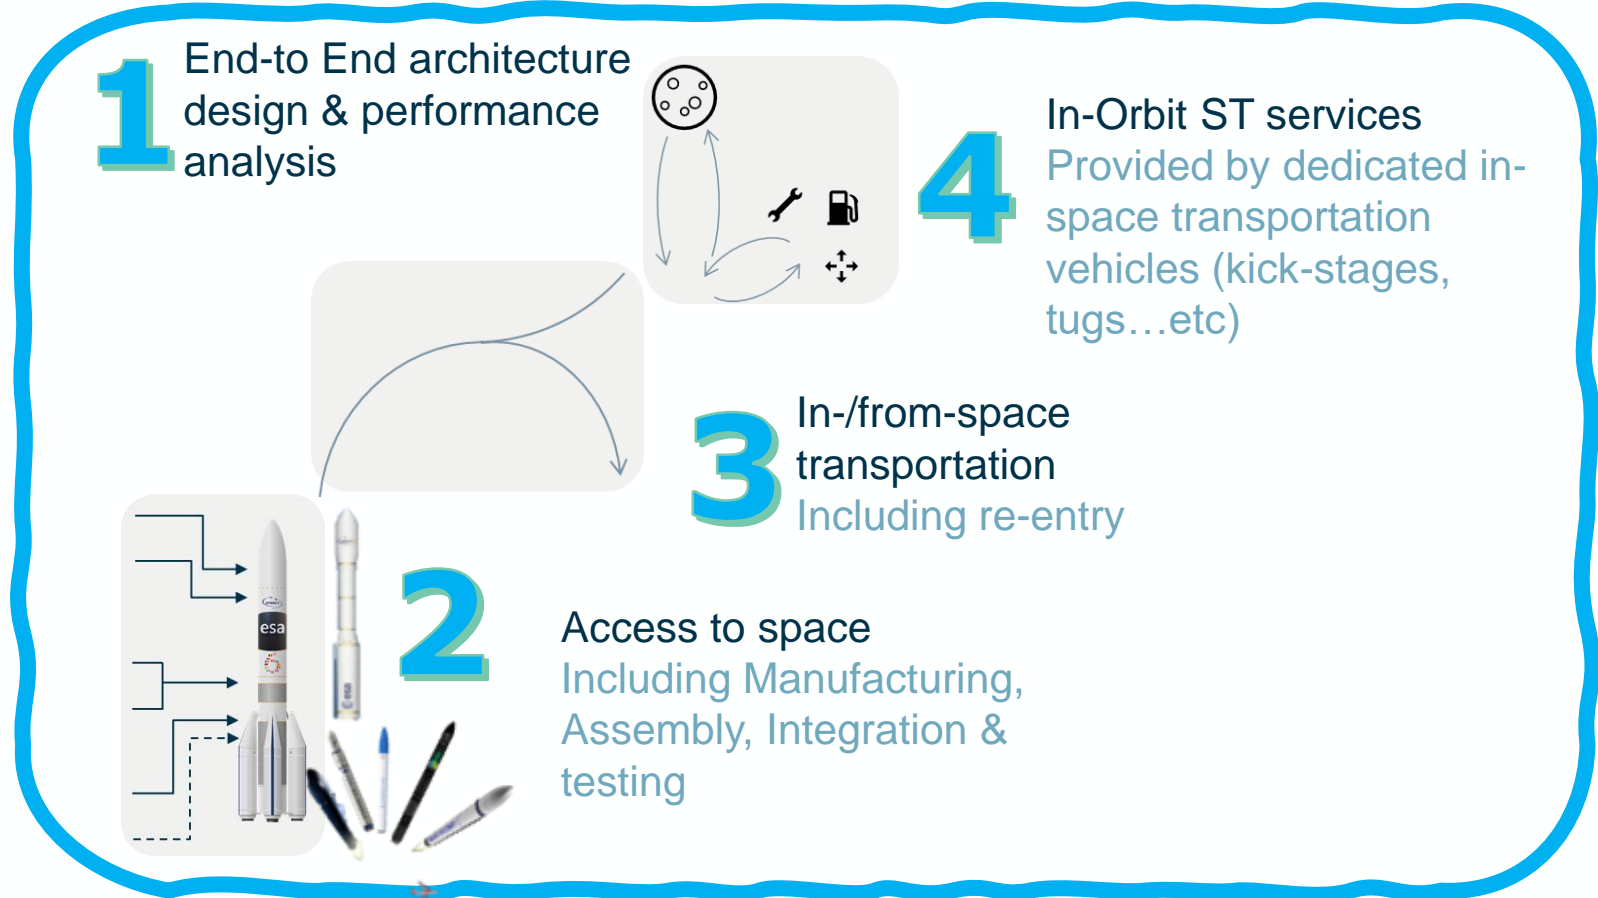 1
End-to End architecture
design & performance
analysis
4
In-Orbit ST services
Provided by dedicated in-
space transportation
vehicles (kick-stages,
tugs…etc)
3
In-/from-space
transportation
Including re-entry
2
Access to space
Including Manufacturing,
Assembly, Integration &
testing
esa
esa